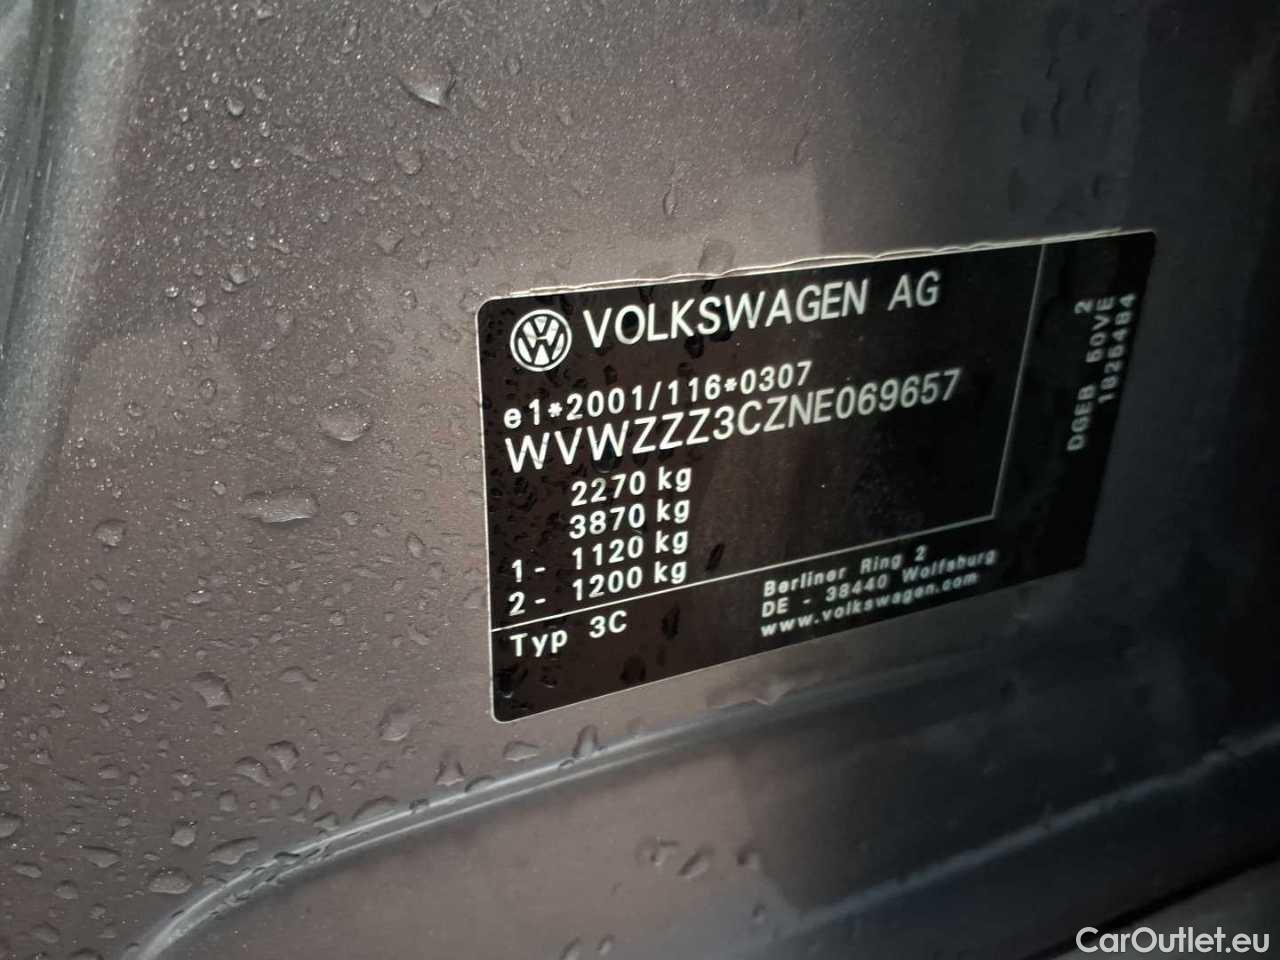 VOLKSWAGEN AG
e1*2001/116*0307
WVWZZZ3CZNE069657
2270 kg
3870 kg
1- 1120 kg
2- 1200 kg
Typ 3C
Berliner Ring 2
DE - 38440 Wolfsburg
www.volkswagen.com
2
DGEB 50VE
1826484
CarOutlet.eu